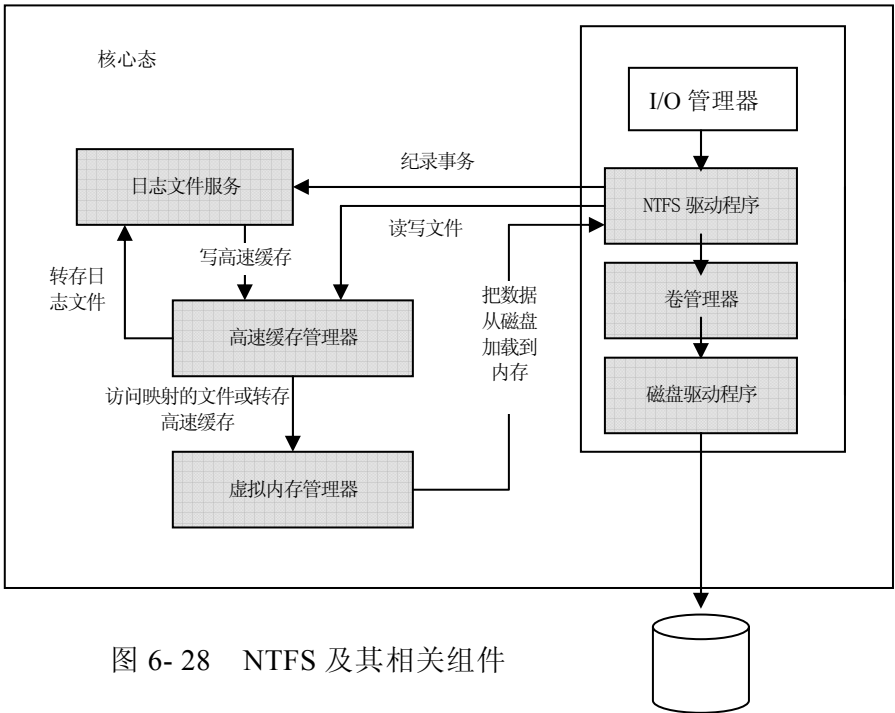 核心态
I/O 管理器
纪录事务
日志文件服务
NTFS 驱动程序
读写文件
写高速缓存
转存日
志文件
把数据
从磁盘
加载到
内存
卷管理器
高速缓存管理器
访问映射的文件或转存
高速缓存
磁盘驱动程序
虚拟内存管理器
图 6- 28 NTFS 及其相关组件